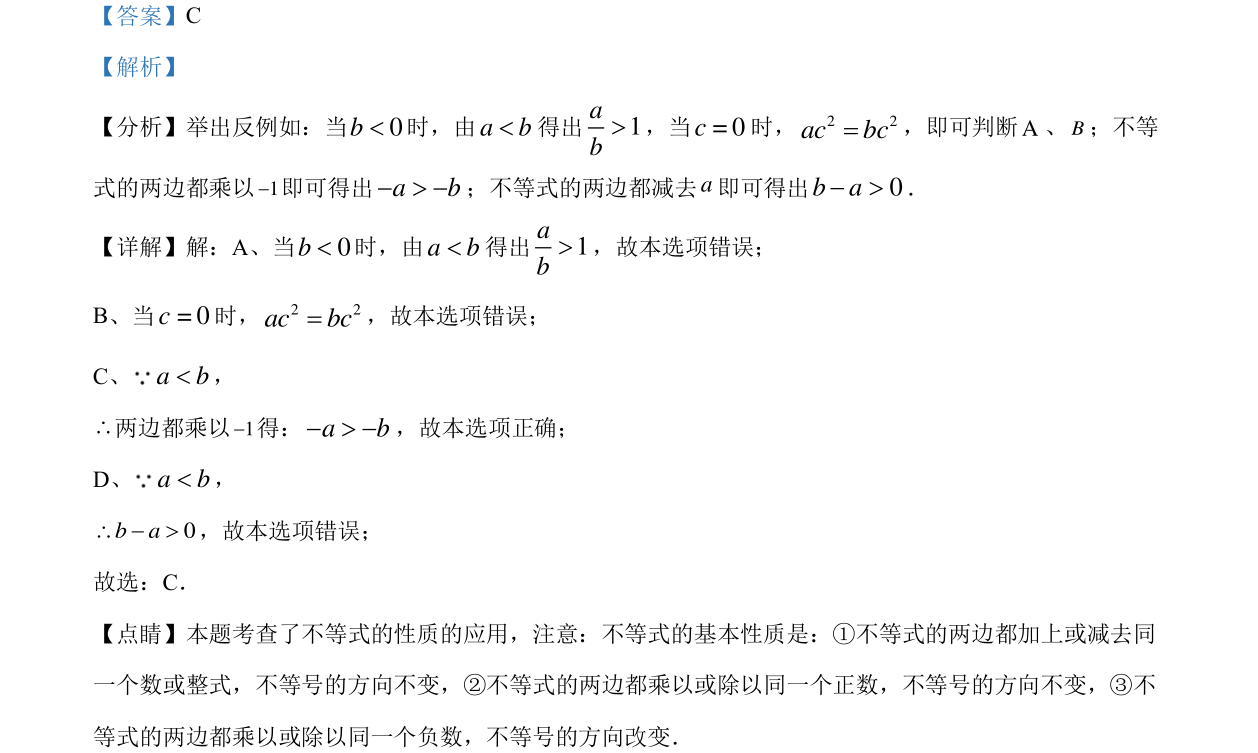 【答案】C
【解析】
【分析】举出反例如：当b<0时，由a<b得出a/b>1，当c=0时，ac²=bc²，即可判断A、B；不等
式的两边都乘以-1即可得出-a>-b；不等式的两边都减去a即可得出b-a>0．
【详解】解：A、当b<0时，由a<b得出a/b>1，故本选项错误；
B、当c=0时，ac²=bc²，故本选项错误；
C、∵a<b，
∴两边都乘以-1得：-a>-b，故本选项正确；
D、∵a<b，
∴b-a>0，故本选项错误；
故选：C．
【点睛】本题考查了不等式的性质的应用，注意：不等式的基本性质是：①不等式的两边都加上或减去同
一个数或整式，不等号的方向不变，②不等式的两边都乘以或除以同一个正数，不等号的方向不变，③不
等式的两边都乘以或除以同一个负数，不等号的方向改变．